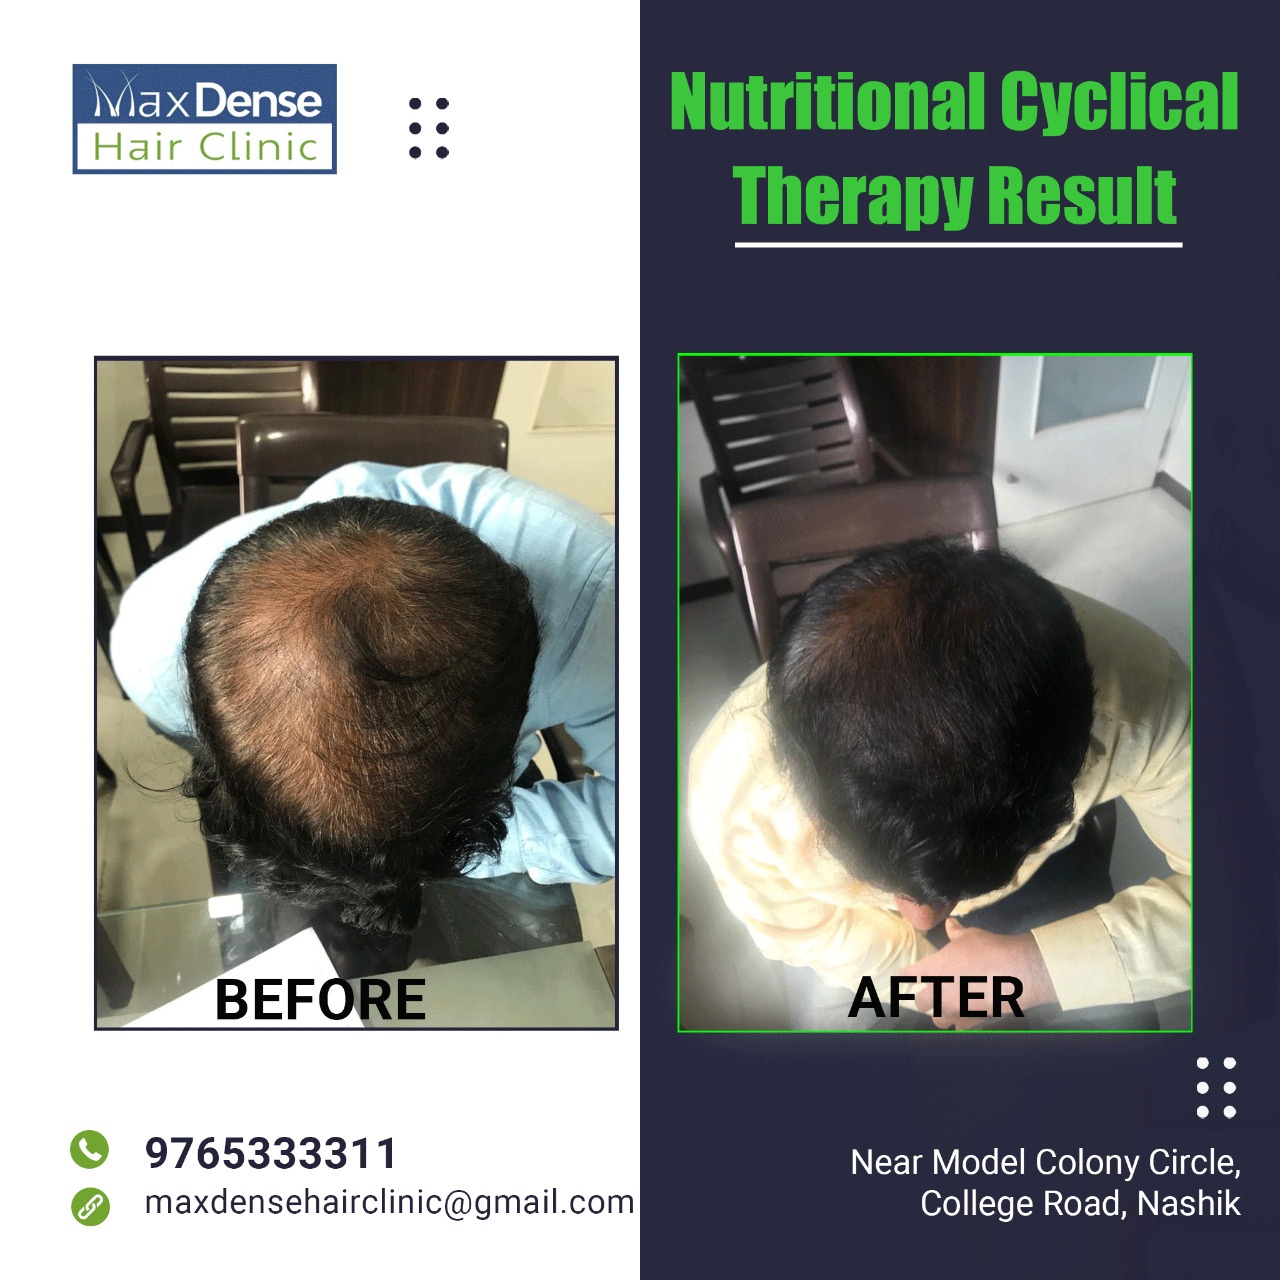 MaxDense
Hair Clinic
Nutritional Cyclical
Therapy Result
BEFORE
AFTER
9765333311
maxdensehairclinic@gmail.com
Near Model Colony Circle,
College Road, Nashik